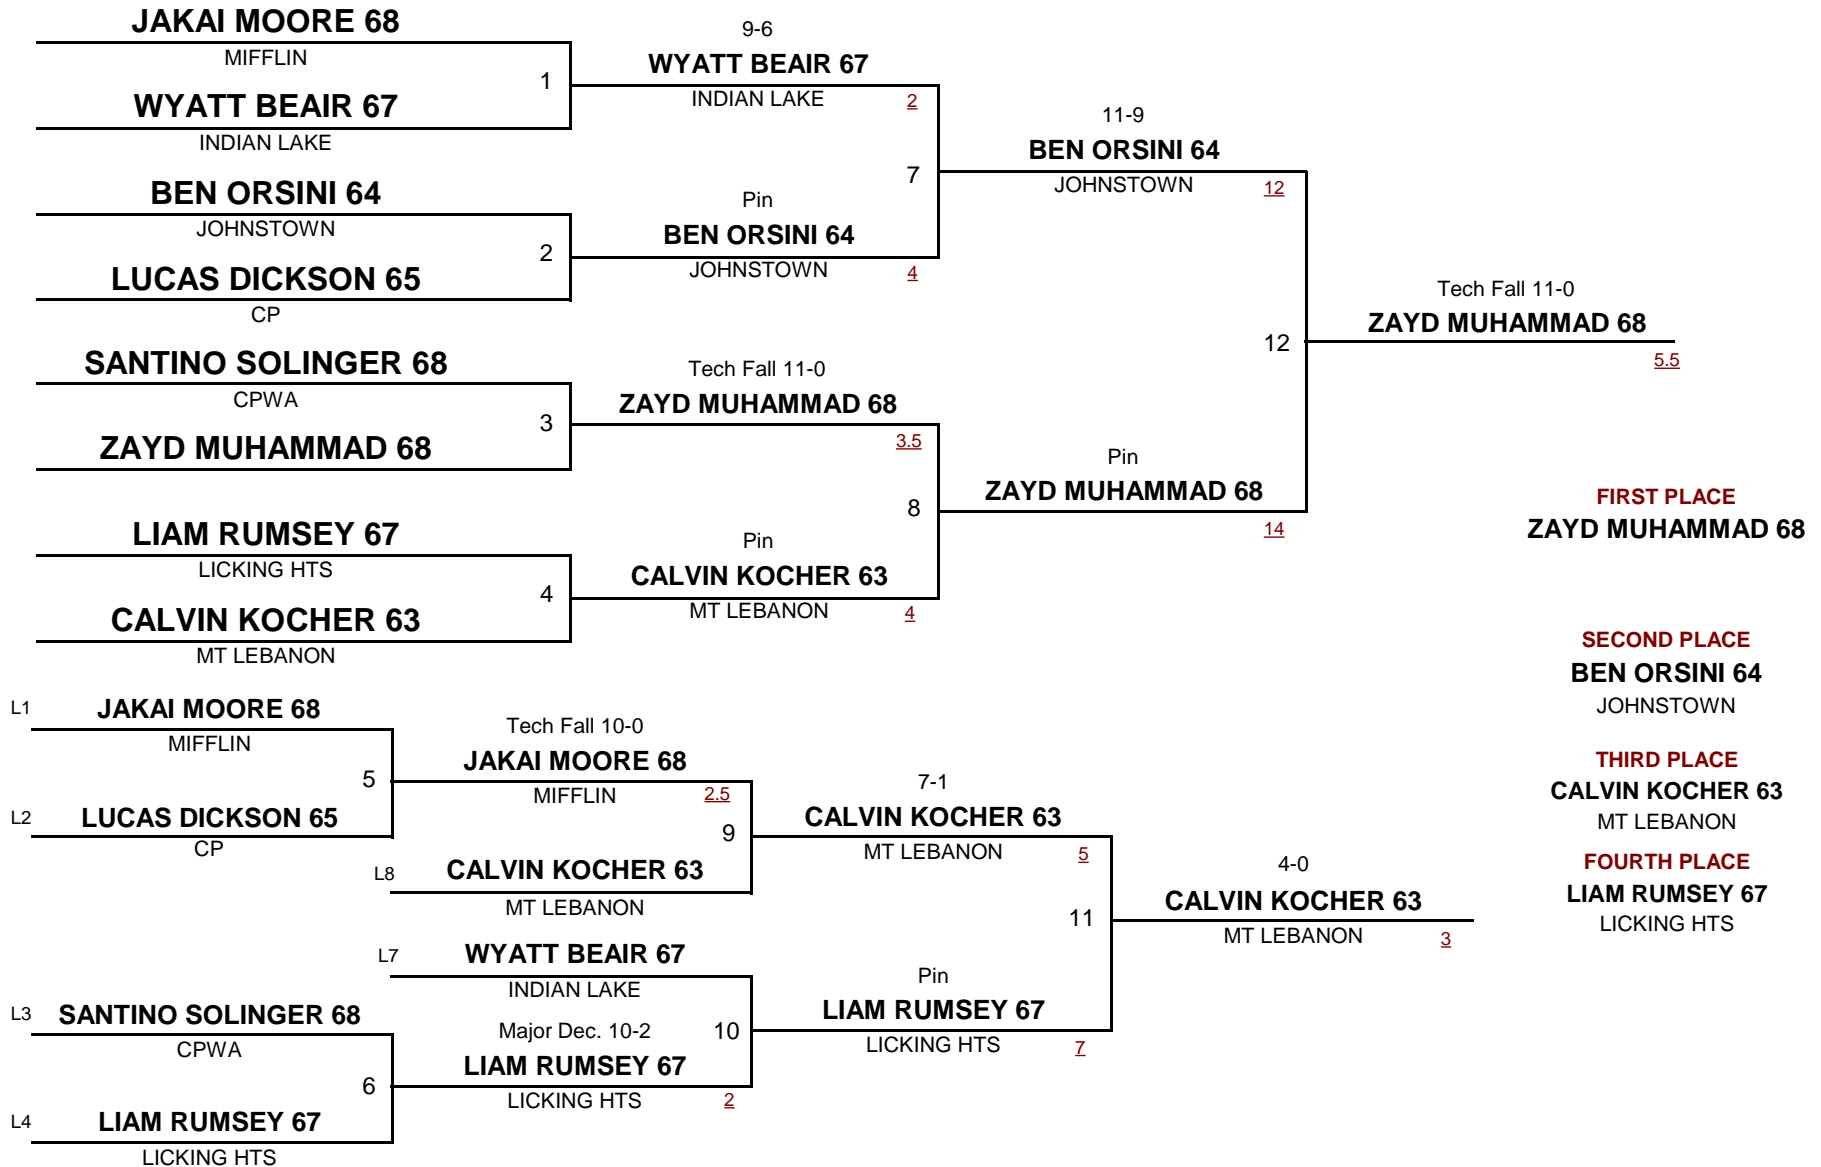 JAKAI MOORE 68
MIFFLIN
1
WYATT BEAIR 67
INDIAN LAKE
BEN ORSINI 64
JOHNSTOWN
2
LUCAS DICKSON 65
CP
SANTINO SOLINGER 68
CPWA
3
ZAYD MUHAMMAD 68
LIAM RUMSEY 67
LICKING HTS
4
CALVIN KOCHER 63
MT LEBANON
9-6
WYATT BEAIR 67
INDIAN LAKE
2
7
Pin
BEN ORSINI 64
JOHNSTOWN
4
Tech Fall 11-0
ZAYD MUHAMMAD 68
3.5
8
Pin
CALVIN KOCHER 63
MT LEBANON
4
11-9
BEN ORSINI 64
JOHNSTOWN
12
12
Pin
ZAYD MUHAMMAD 68
14
Tech Fall 11-0
ZAYD MUHAMMAD 68
5.5
FIRST PLACE
ZAYD MUHAMMAD 68
SECOND PLACE
BEN ORSINI 64
JOHNSTOWN
THIRD PLACE
CALVIN KOCHER 63
MT LEBANON
FOURTH PLACE
LIAM RUMSEY 67
LICKING HTS
L1 JAKAI MOORE 68
MIFFLIN
5
L2 LUCAS DICKSON 65
CP
L3 SANTINO SOLINGER 68
CPWA
6
L4 LIAM RUMSEY 67
LICKING HTS
Tech Fall 10-0
JAKAI MOORE 68
MIFFLIN
2.5
9
L8 CALVIN KOCHER 63
MT LEBANON
L7 WYATT BEAIR 67
INDIAN LAKE
Major Dec. 10-2
10
LIAM RUMSEY 67
LICKING HTS
2
7-1
CALVIN KOCHER 63
MT LEBANON
5
11
Pin
LIAM RUMSEY 67
LICKING HTS
7
4-0
CALVIN KOCHER 63
MT LEBANON
3